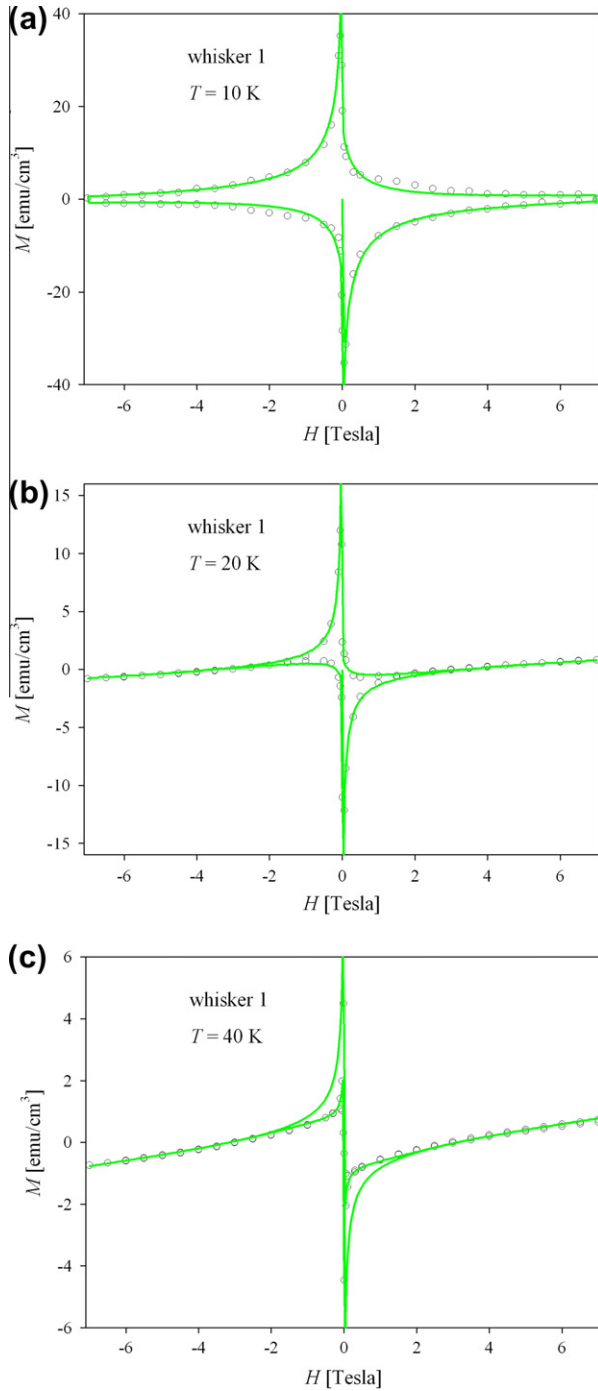 (a)
whisker 1
T = 10 K
40
20
0
-20
-40
M [emu/cm³]
-6 -4 -2 0 2 4 6
H [Tesla]
(b)
whisker 1
T = 20 K
15
10
5
0
-5
-10
-15
M [emu/cm³]
-6 -4 -2 0 2 4 6
H [Tesla]
(c)
whisker 1
T = 40 K
6
4
2
0
-2
-4
-6
M [emu/cm³]
-6 -4 -2 0 2 4 6
H [Tesla]